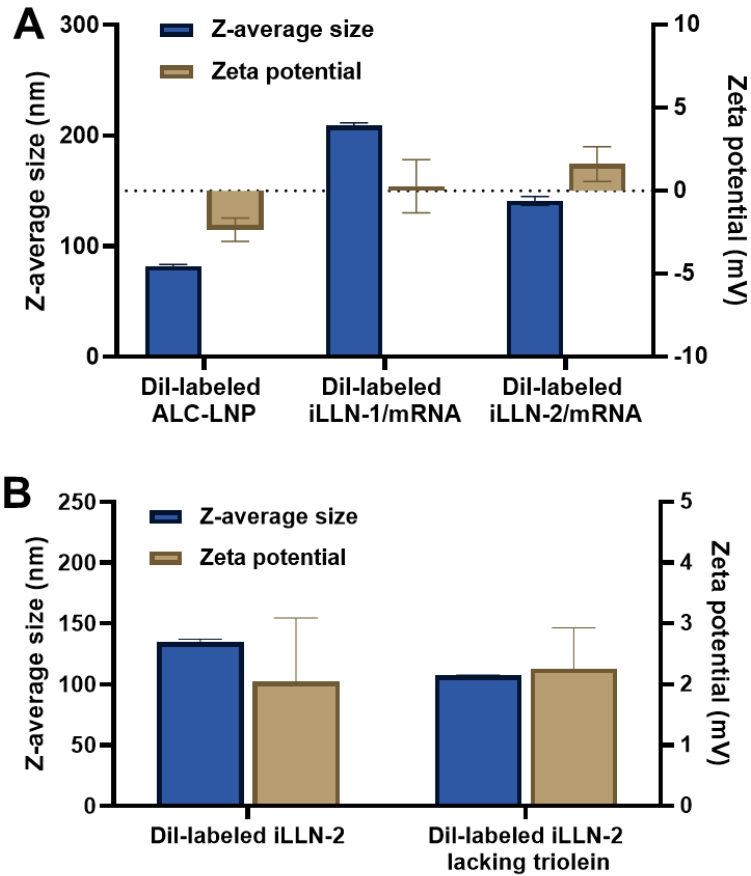 A
Z-average size
Zeta potential
Z-average size (nm)
300
200
100
0
10
5
0
-5
-10
Zeta potential (mV)
DiI-labeled
ALC-LNP
DiI-labeled
iLLN-1/mRNA
DiI-labeled
iLLN-2/mRNA
B
Z-average size
Zeta potential
Z-average size (nm)
250
200
150
100
50
0
5
4
3
2
1
0
Zeta potential (mV)
DiI-labeled iLLN-2
DiI-labeled iLLN-2
lacking triolein